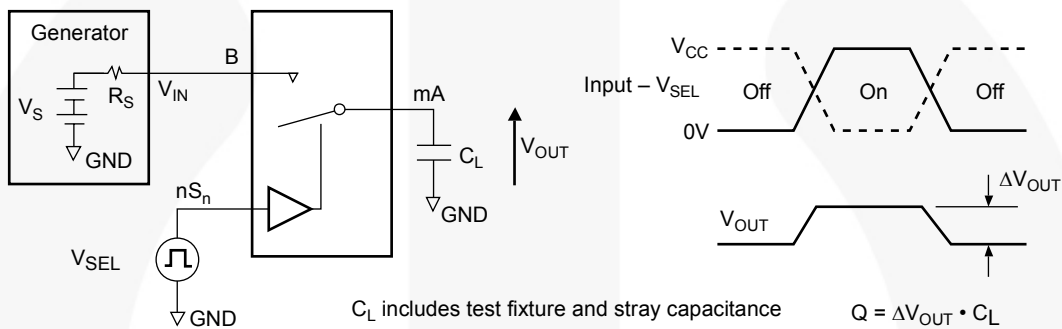 Generator
V_S
R_S
V_IN
GND
B
mA
C_L
GND
V_OUT
nS_n
V_SEL
GND
C_L includes test fixture and stray capacitance
V_CC
Input – V_SEL
0V
Off
On
Off
V_OUT
ΔV_OUT
Q = ΔV_OUT • C_L